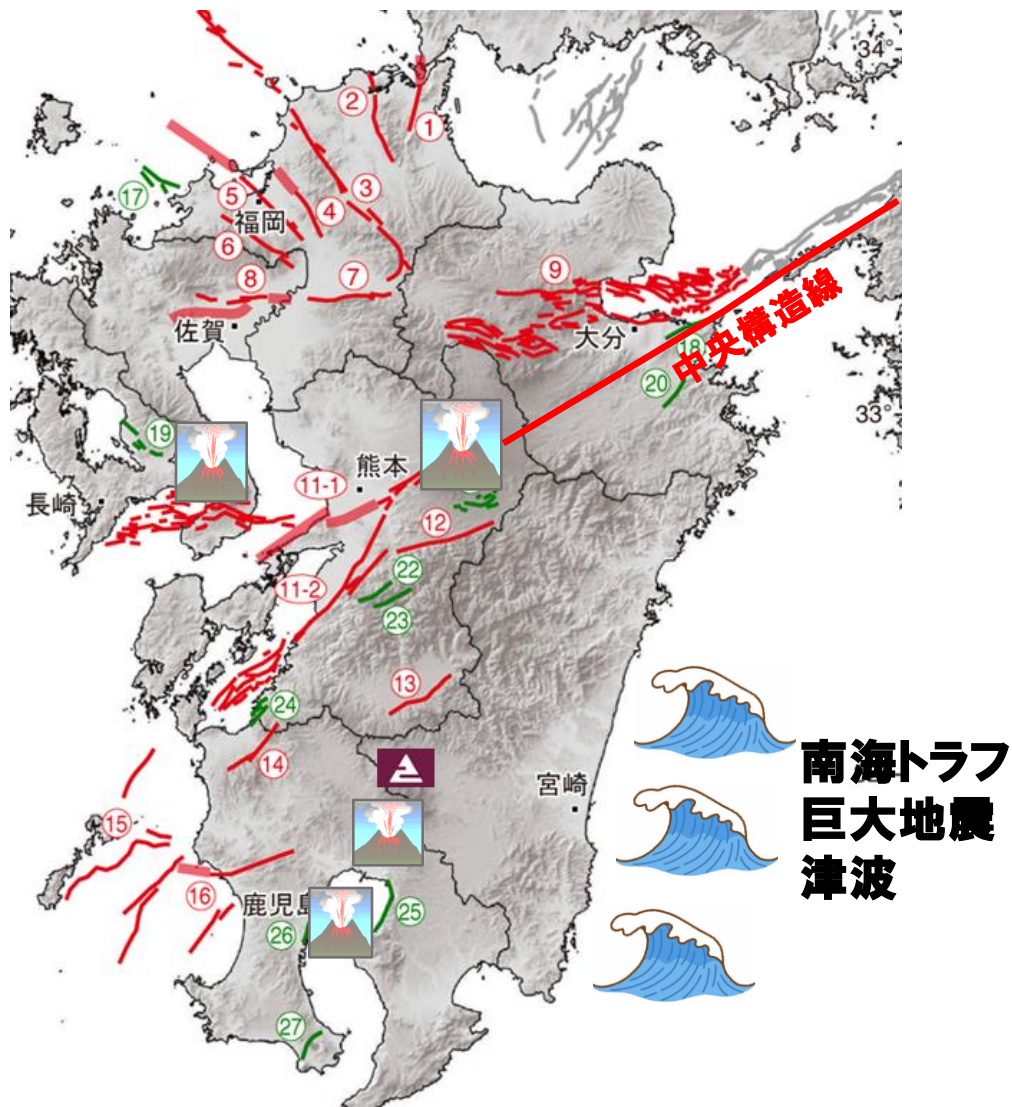 34°
②
①
⑰
⑤
③
福岡
④
⑥
⑦
⑧
⑨
佐賀
大分
中央構造線
⑱
⑳
33°
⑲
熊本
11-1
長崎
⑫
11-2
㉒
㉓
⑬
㉔
⑭
南海トラフ
宮崎
巨大地震
⑮
津波
⑯
鹿児島
㉕
㉖
㉗